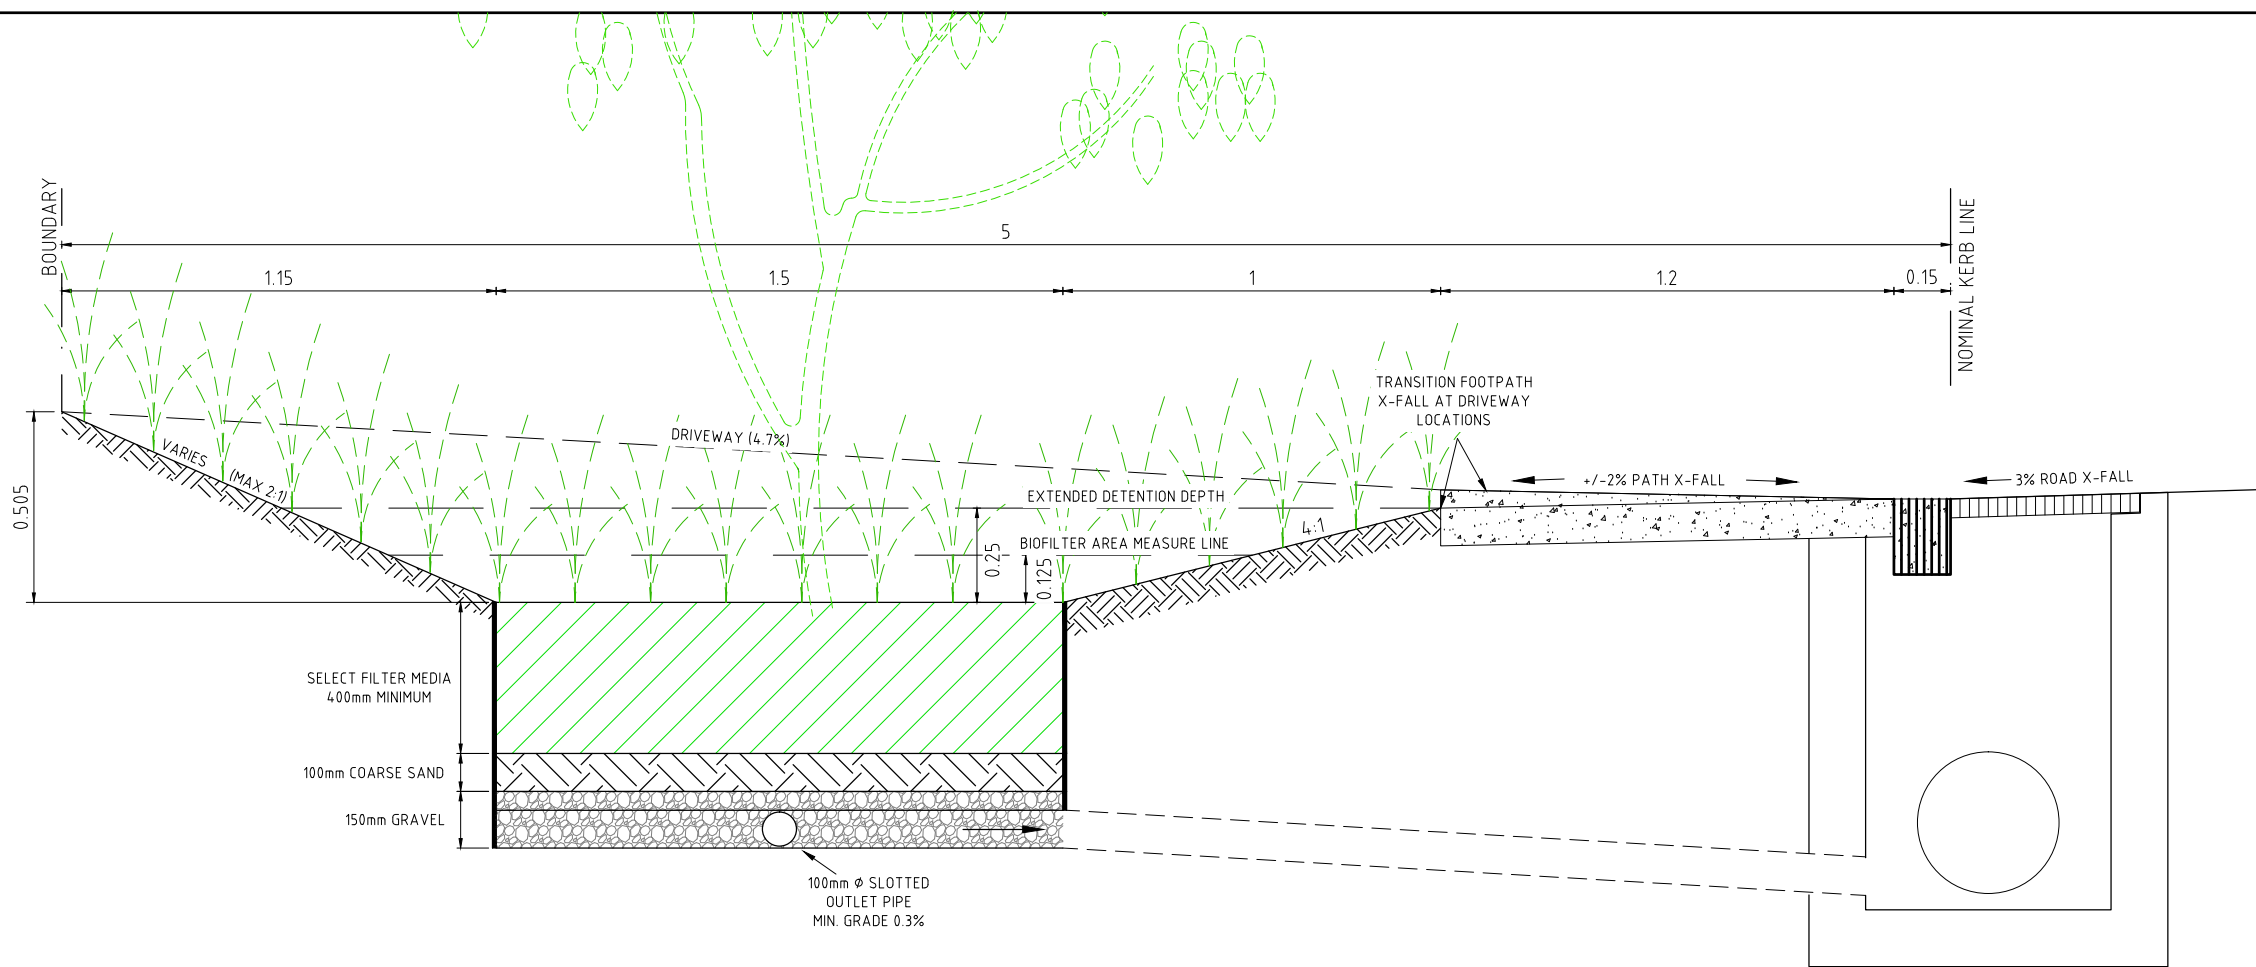 BOUNDARY
NOMINAL KERB LINE
5
1.15
1.5
1
1.2
0.15
TRANSITION FOOTPATH
X-FALL AT DRIVEWAY
LOCATIONS
DRIVEWAY (4.7%)
VARIES
(MAX 2:1)
0.505
+/-2% PATH X-FALL
3% ROAD X-FALL
EXTENDED DETENTION DEPTH
4:1
BIOFILTER AREA MEASURE LINE
0.25
0.125
SELECT FILTER MEDIA
400mm MINIMUM
100mm COARSE SAND
150mm GRAVEL
100mm Ø SLOTTED
OUTLET PIPE
MIN. GRADE 0.3%